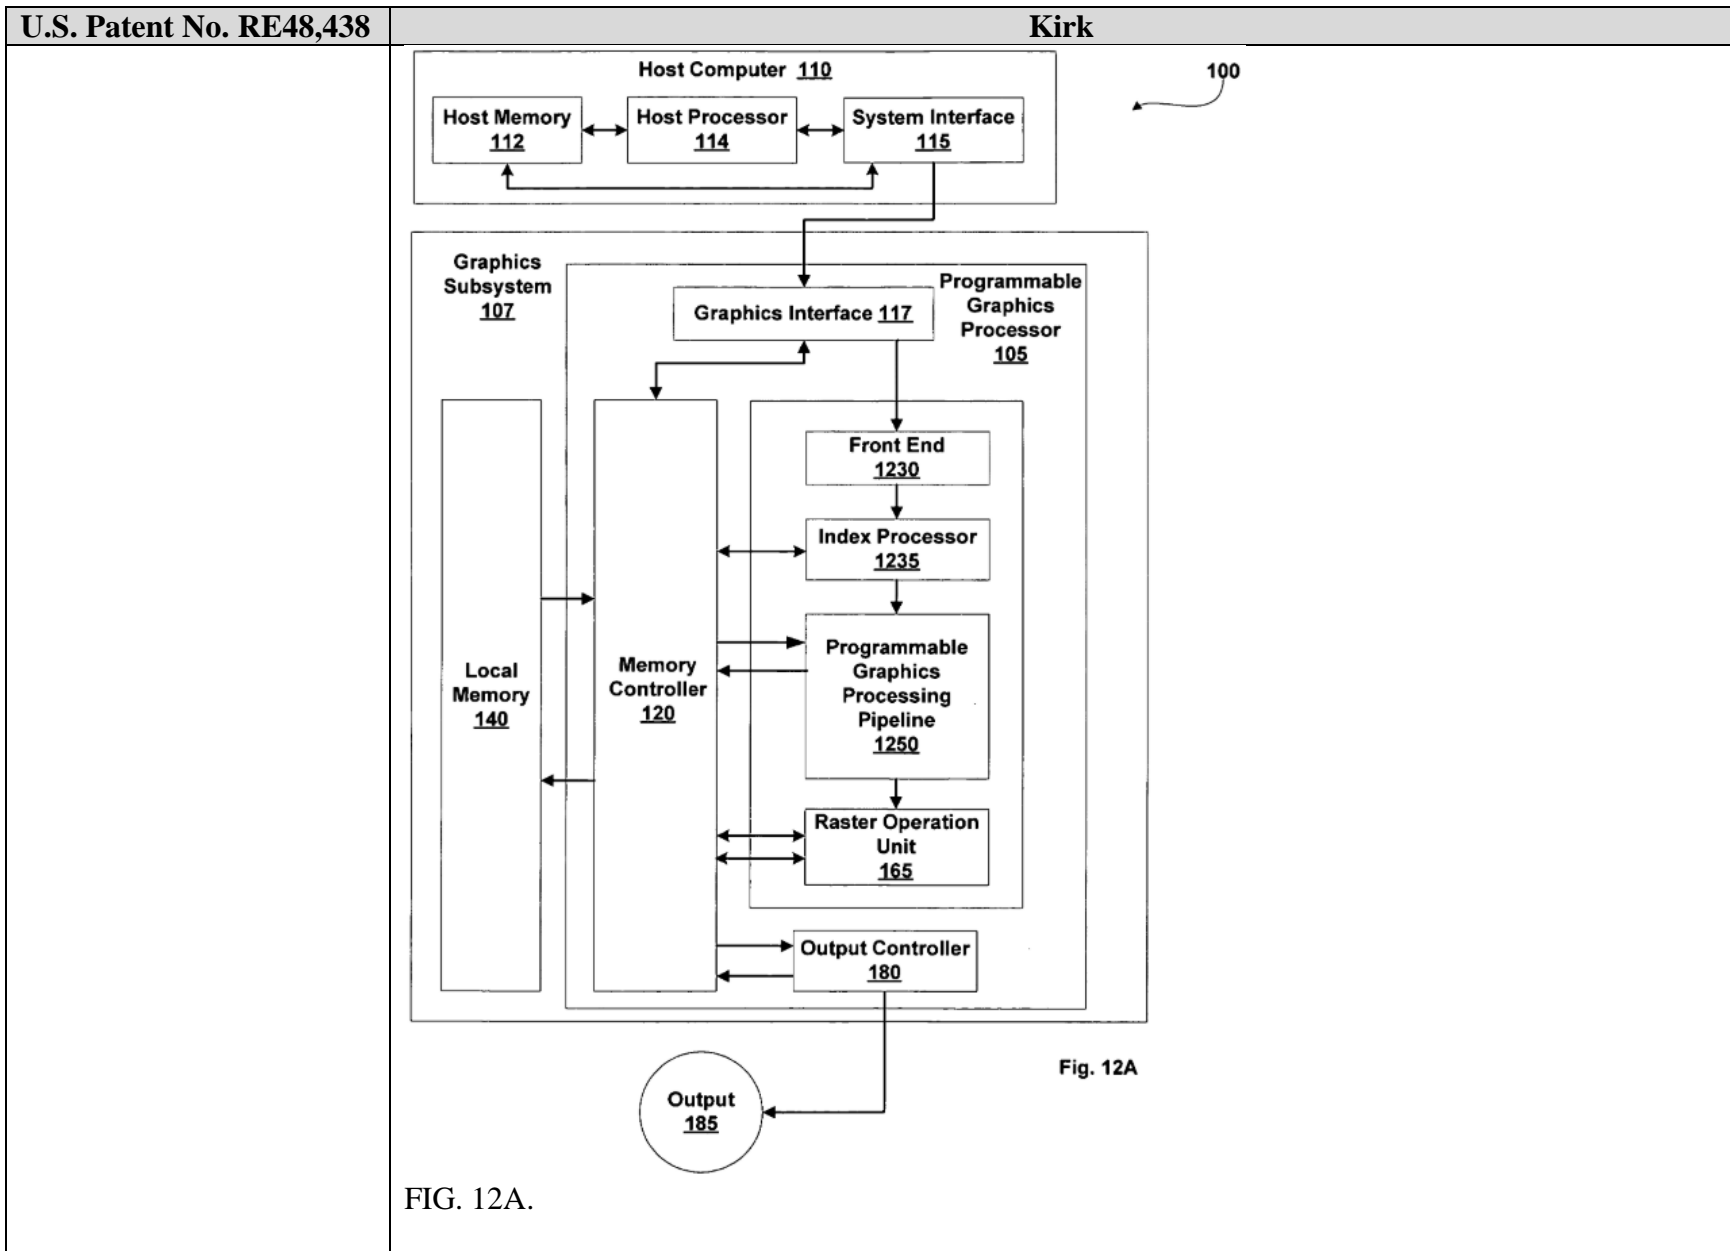 U.S. Patent No. RE48,438
Kirk
Host Computer 110
100
Host Memory
112
Host Processor
114
System Interface
115
Graphics
Subsystem
107
Programmable
Graphics
Processor
105
Graphics Interface 117
Front End
1230
Index Processor
1235
Programmable
Graphics
Processing
Pipeline
1250
Local
Memory
140
Memory
Controller
120
Raster Operation
Unit
165
Output Controller
180
Output
185
Fig. 12A
FIG. 12A.